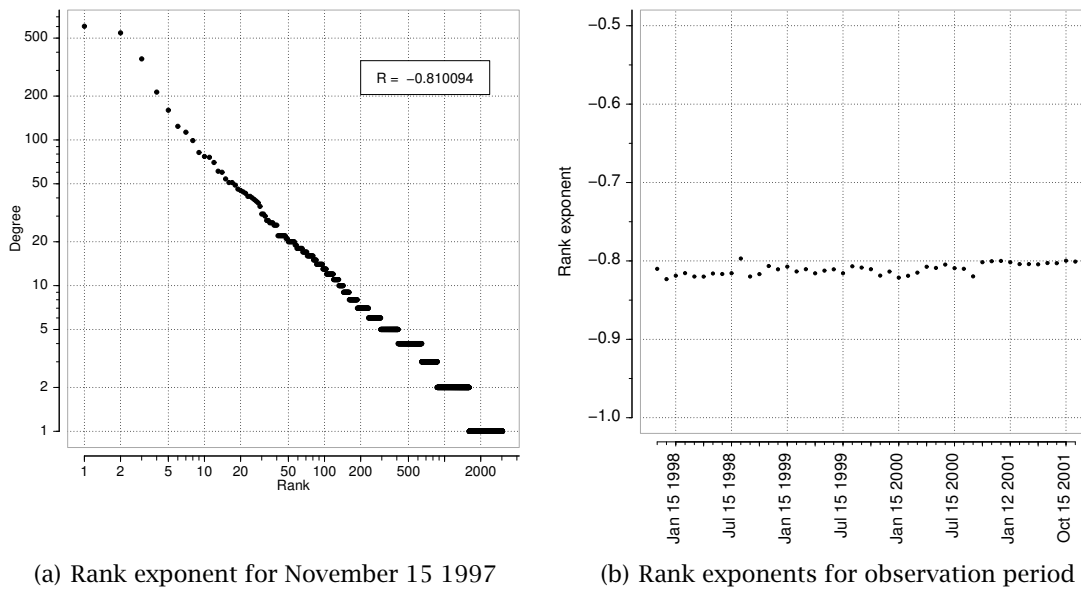 500
200
100
50
20
10
5
2
1
Degree
R = −0.810094
1 2 5 10 20 50 100 200 500 2000
Rank
(a) Rank exponent for November 15 1997
−0.5
−0.6
−0.7
−0.8
−0.9
−1.0
Rank exponent
Jan 15 1998
Jul 15 1998
Jan 15 1999
Jul 15 1999
Jan 15 2000
Jul 15 2000
Jan 12 2001
Oct 15 2001
(b) Rank exponents for observation period